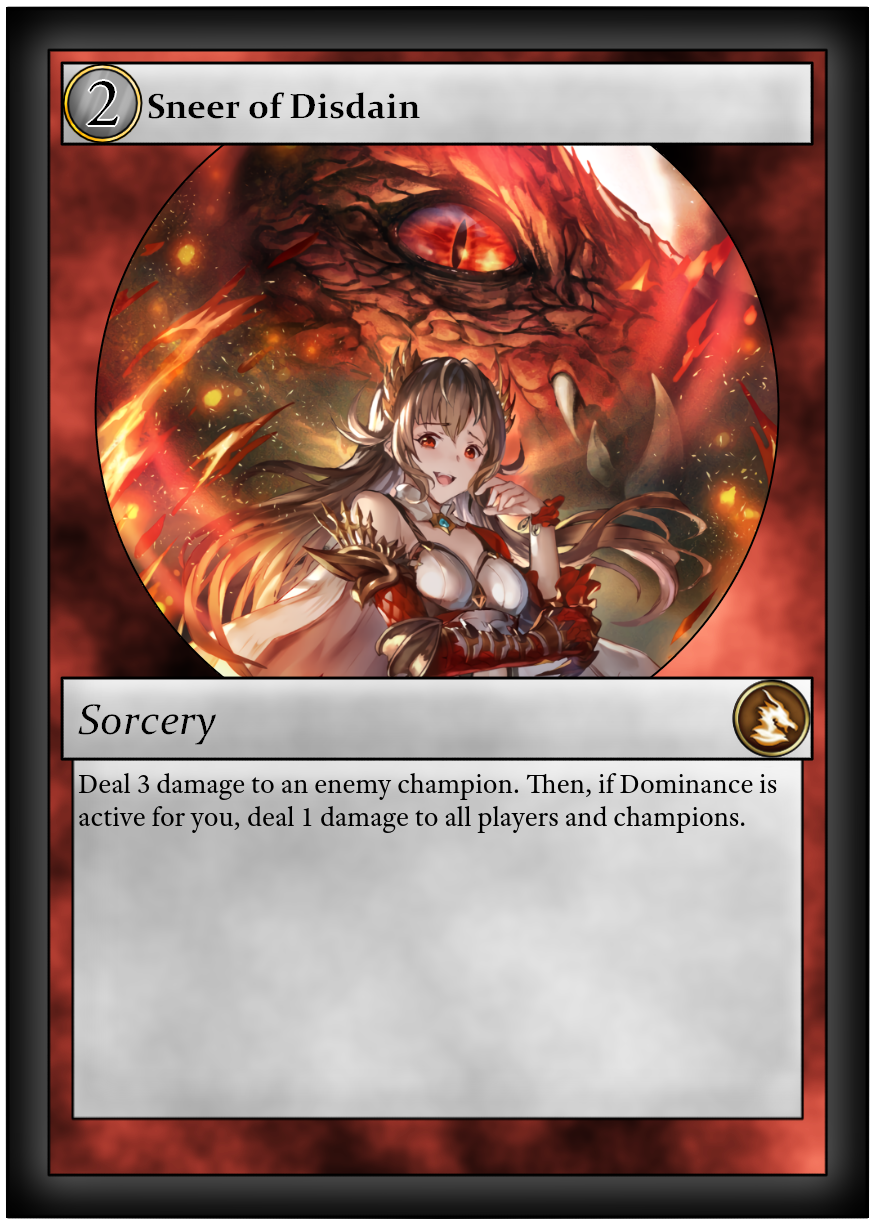 2 Sneer of Disdain
Sorcery
Deal 3 damage to an enemy champion. Then, if Dominance is
active for you, deal 1 damage to all players and champions.